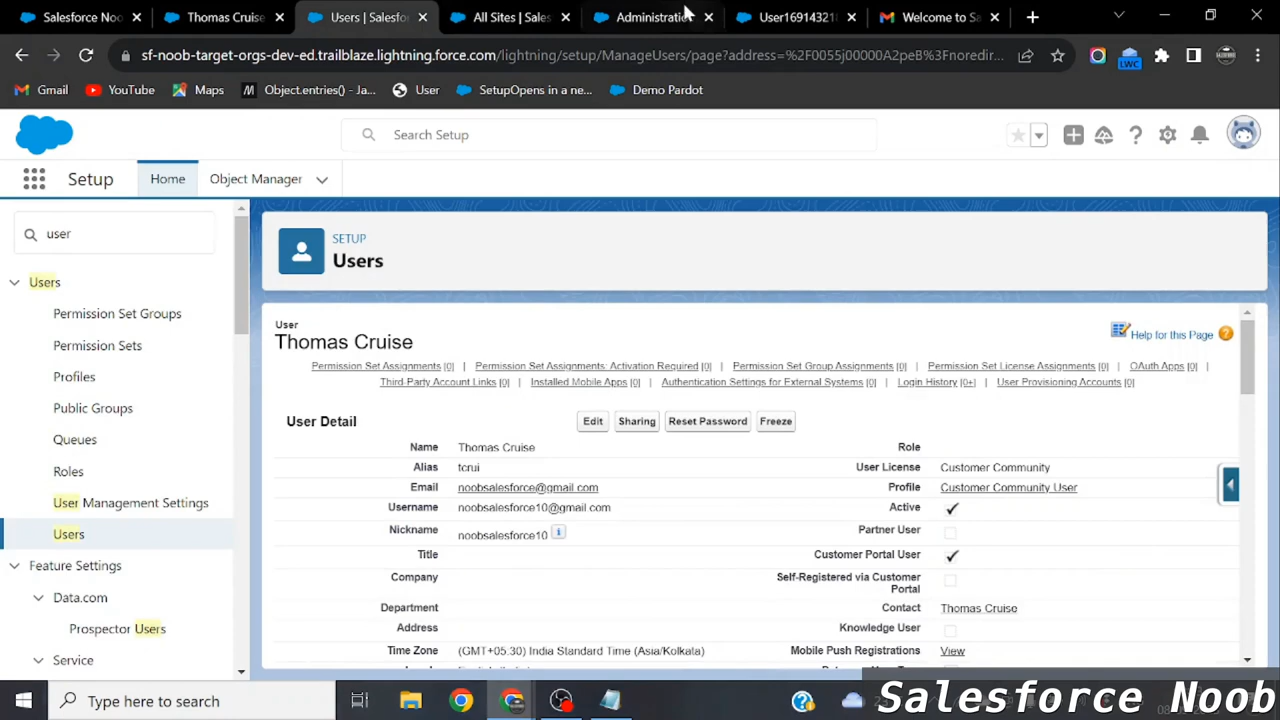 Salesforce Noo
Thomas Cruise
Users | Salesfo
All Sites | Sales
Administratio
User16914321
Welcome to Sa
sf-noob-target-orgs-dev-ed.trailblaze.lightning.force.com/lightning/setup/ManageUsers/page?address=%2F0055j00000A2peB%3Fnoredir...
Gmail
YouTube
Maps
Object.entries() - Ja...
User
SetupOpens in a ne...
Demo Pardot
LWC
Search Setup
Setup
Home
Object Manager
user
Users
Permission Set Groups
Permission Sets
Profiles
Public Groups
Queues
Roles
User Management Settings
Users
Feature Settings
Data.com
Prospector Users
Service
SETUP
Users
User
Thomas Cruise
Help for this Page
Permission Set Assignments [0] | Permission Set Assignments: Activation Required [0] | Permission Set Group Assignments [0] | Permission Set License Assignments [0] | OAuth Apps [0] |
Third-Party Account Links [0] | Installed Mobile Apps [0] | Authentication Settings for External Systems [0] | Login History [0+] | User Provisioning Accounts [0]
User Detail
Edit
Sharing
Reset Password
Freeze
Name Thomas Cruise
Role
Alias tcrui
User License Customer Community
Email noobsalesforce@gmail.com
Profile Customer Community User
Username noobsalesforce10@gmail.com
Active
Nickname noobsalesforce10
Partner User
Title
Customer Portal User
Company
Self-Registered via Customer
Portal
Department
Contact Thomas Cruise
Address
Knowledge User
Time Zone (GMT+05:30) India Standard Time (Asia/Kolkata)
Mobile Push Registrations View
Type here to search
Salesforce Noob